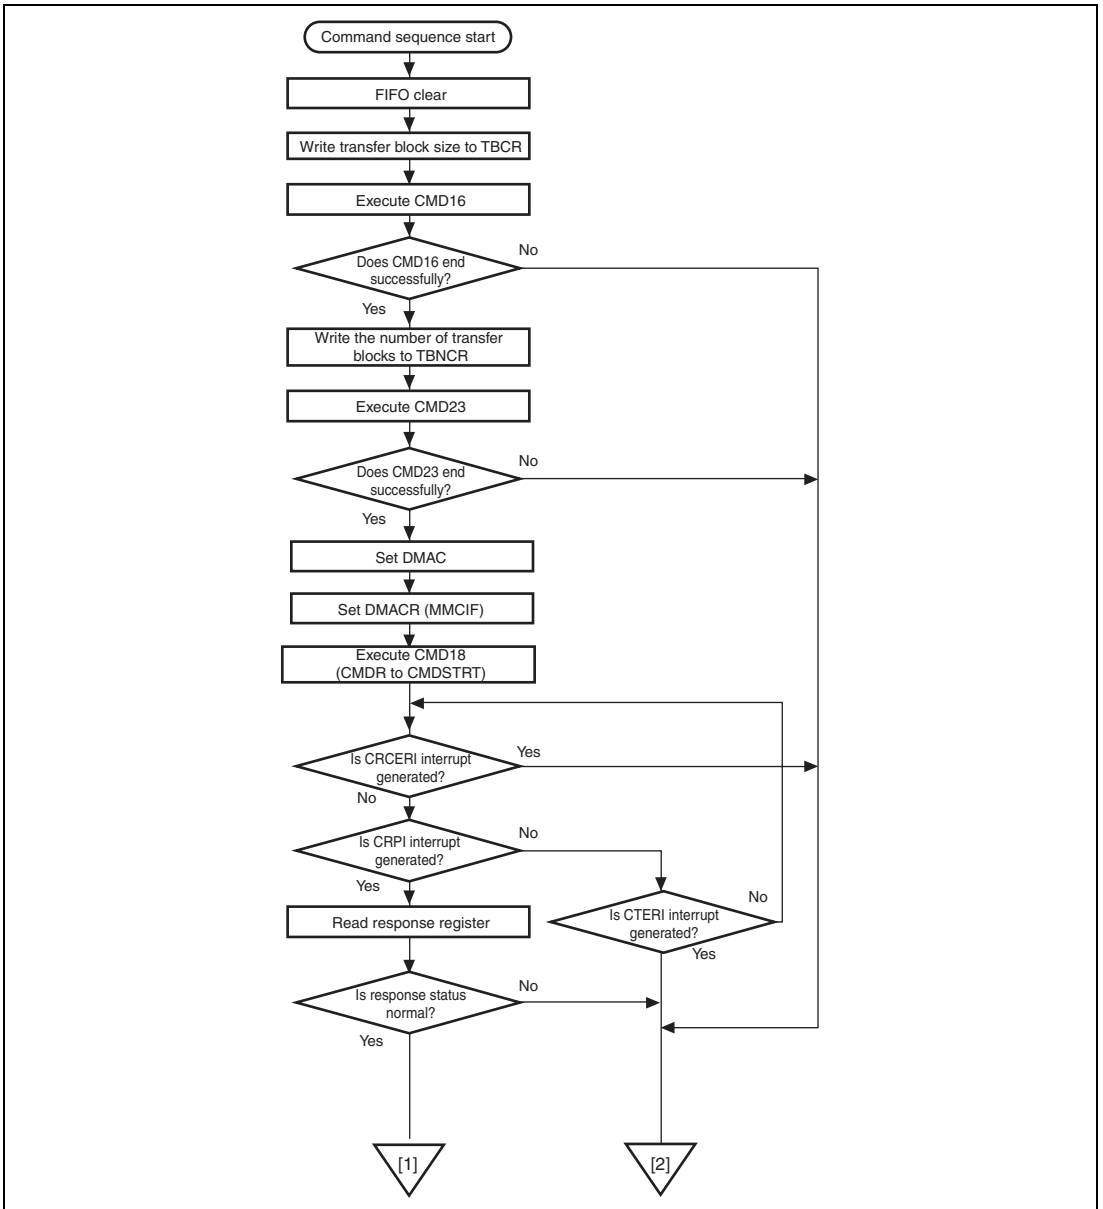 Command sequence start
FIFO clear
Write transfer block size to TBCR
Execute CMD16
No
Does CMD16 end
successfully?
Yes
Write the number of transfer
blocks to TBNCR
Execute CMD23
No
Does CMD23 end
successfully?
Yes
Set DMAC
Set DMACR (MMCIF)
Execute CMD18
(CMDR to CMDSTRT)
Is CRCERI interrupt
generated?
Yes
No
Is CRPI interrupt
generated?
No
Yes
Read response register
Is CTERI interrupt
generated?
No
Yes
Is response status
normal?
No
Yes
[1]
[2]